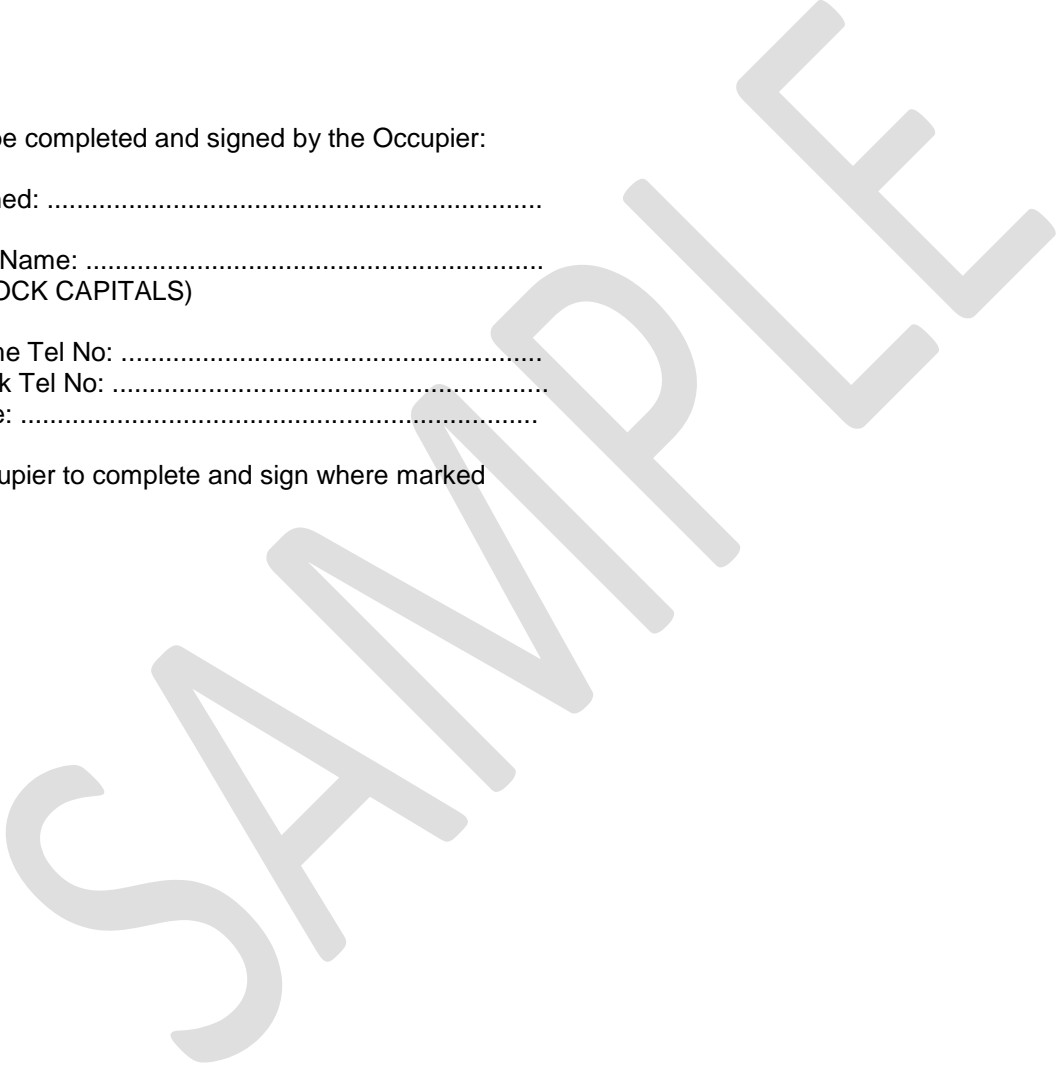 be completed and signed by the Occupier:
ned: ...................................................................
Name: ..............................................................
OCK CAPITALS)
ne Tel No: .........................................................
k Tel No: ...........................................................
e: ......................................................................
upier to complete and sign where marked
SAMPLE